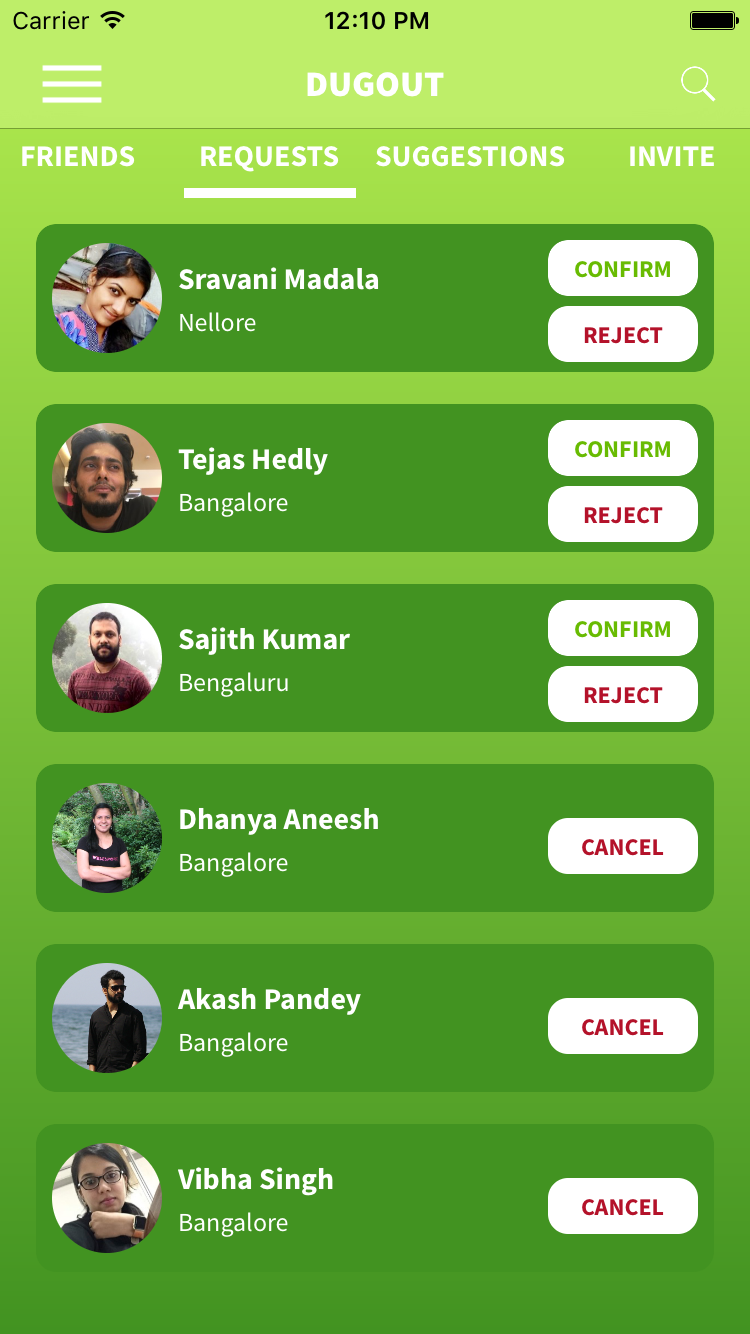 Carrier 12:10 PM
DUGOUT
FRIENDS REQUESTS SUGGESTIONS INVITE
Sravani Madala
Nellore
CONFIRM
REJECT
Tejas Hedly
Bangalore
CONFIRM
REJECT
Sajith Kumar
Bengaluru
CONFIRM
REJECT
Dhanya Aneesh
Bangalore
CANCEL
Akash Pandey
Bangalore
CANCEL
Vibha Singh
Bangalore
CANCEL